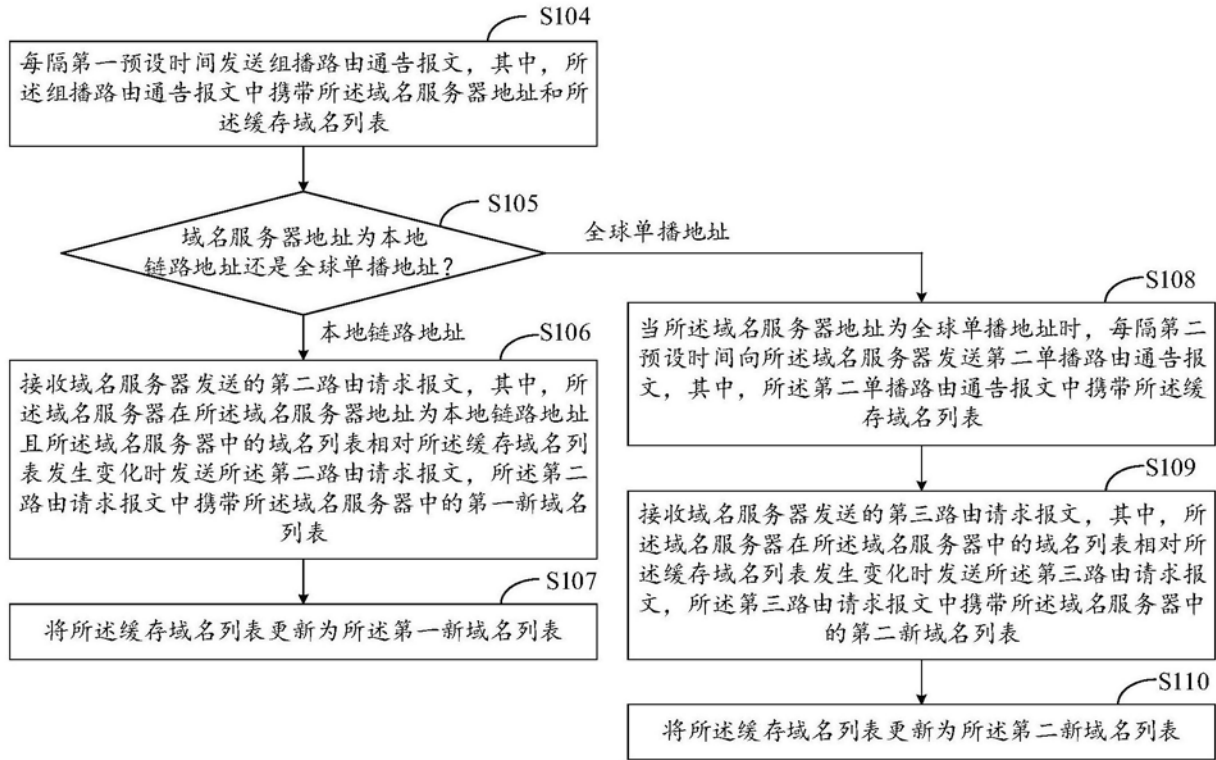 S104
每隔第一预设时间发送组播路由通告报文，其中，所
述组播路由通告报文中携带所述域名服务器地址和所
述缓存域名列表
S105
域名服务器地址为本地
链路地址还是全球单播地址？
全球单播地址
本地链路地址
S106
接收域名服务器发送的第二路由请求报文，其中，所
述域名服务器在所述域名服务器地址为本地链路地址
且所述域名服务器中的域名列表相对所述缓存域名列
表发生变化时发送所述第二路由请求报文，所述第二
路由请求报文中携带所述域名服务器中的第一新域名
列表
S107
将所述缓存域名列表更新为所述第一新域名列表
S108
当所述域名服务器地址为全球单播地址时，每隔第二
预设时间向所述域名服务器发送第二单播路由通告报
文，其中，所述第二单播路由通告报文中携带所述缓
存域名列表
S109
接收域名服务器发送的第三路由请求报文，其中，所
述域名服务器在所述域名服务器中的域名列表相对所
述缓存域名列表发生变化时发送所述第三路由请求报
文，所述第三路由请求报文中携带所述域名服务器中
的第二新域名列表
S110
将所述缓存域名列表更新为所述第二新域名列表